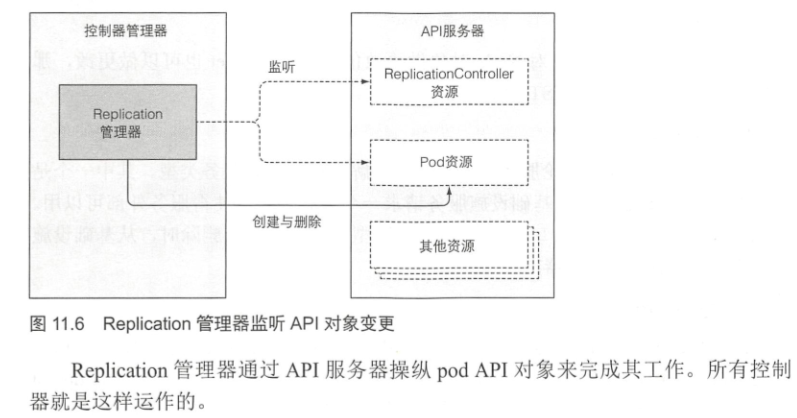 控制器管理器
API服务器
监听
ReplicationController
资源
Replication
管理器
Pod资源
创建与删除
其他资源
图 11.6 Replication 管理器监听 API 对象变更
Replication 管理器通过 API 服务器操纵 pod API 对象来完成其工作。所有控制
器就是这样运作的。